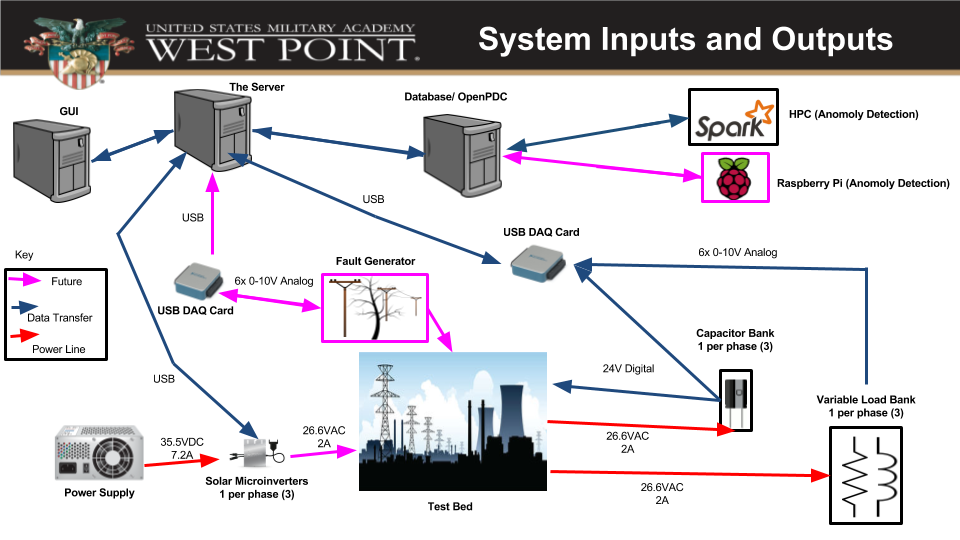 UNITED STATES MILITARY ACADEMY
WEST POINT.
System Inputs and Outputs
The Server
GUI
Database/ OpenPDC
Spark
HPC (Anomoly Detection)
Raspberry Pi (Anomoly Detection)
USB
USB
USB DAQ Card
6x 0-10V Analog
Key
Future
Data Transfer
Power Line
Fault Generator
6x 0-10V Analog
USB DAQ Card
Capacitor Bank
1 per phase (3)
24V Digital
USB
Variable Load Bank
1 per phase (3)
26.6VAC
2A
26.6VAC
2A
35.5VDC
7.2A
Solar Microinverters
1 per phase (3)
Power Supply
26.6VAC
2A
Test Bed